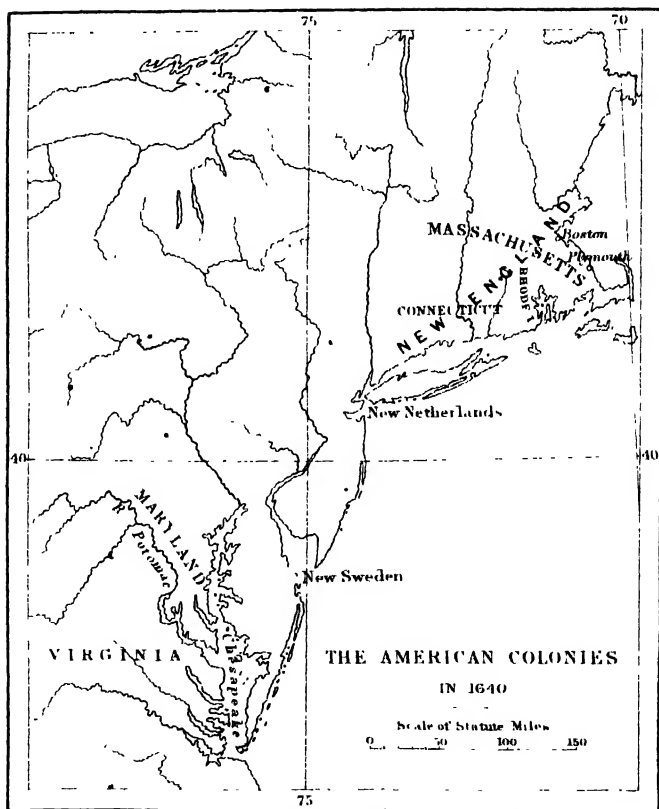 75
70
MASSACHUSETTS
Boston
Plymouth
NEW ENGLAND
RHODE I
CONNECTICUT
New Netherlands
40
40
MARYLAND
R. Potomac
New Sweden
VIRGINIA
Chesapeake B
THE AMERICAN COLONIES
IN 1640
Scale of Statute Miles
0 50 100 150
75